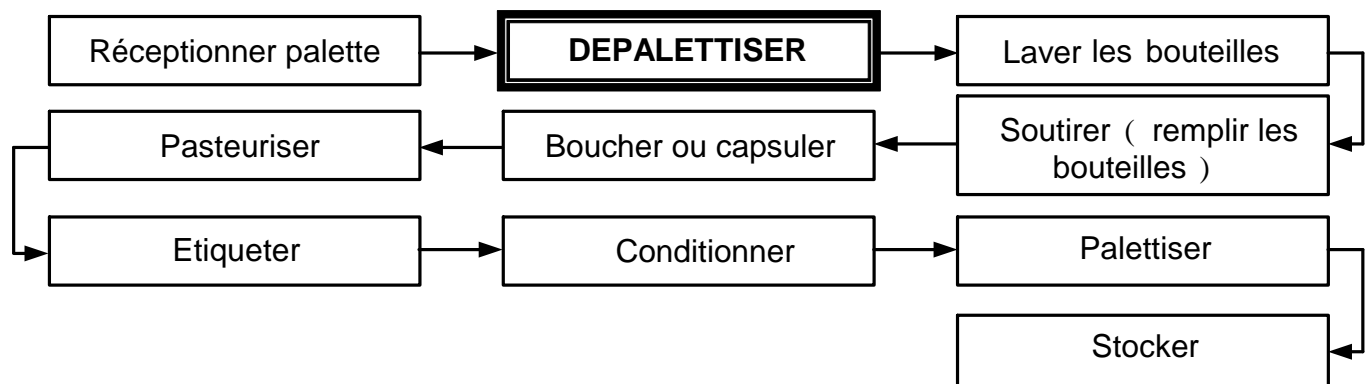 Réceptionner palette
DEPALETTISER
Laver les bouteilles
Soutirer ( remplir les
bouteilles )
Boucher ou capsuler
Pasteuriser
Etiqueter
Conditionner
Palettiser
Stocker